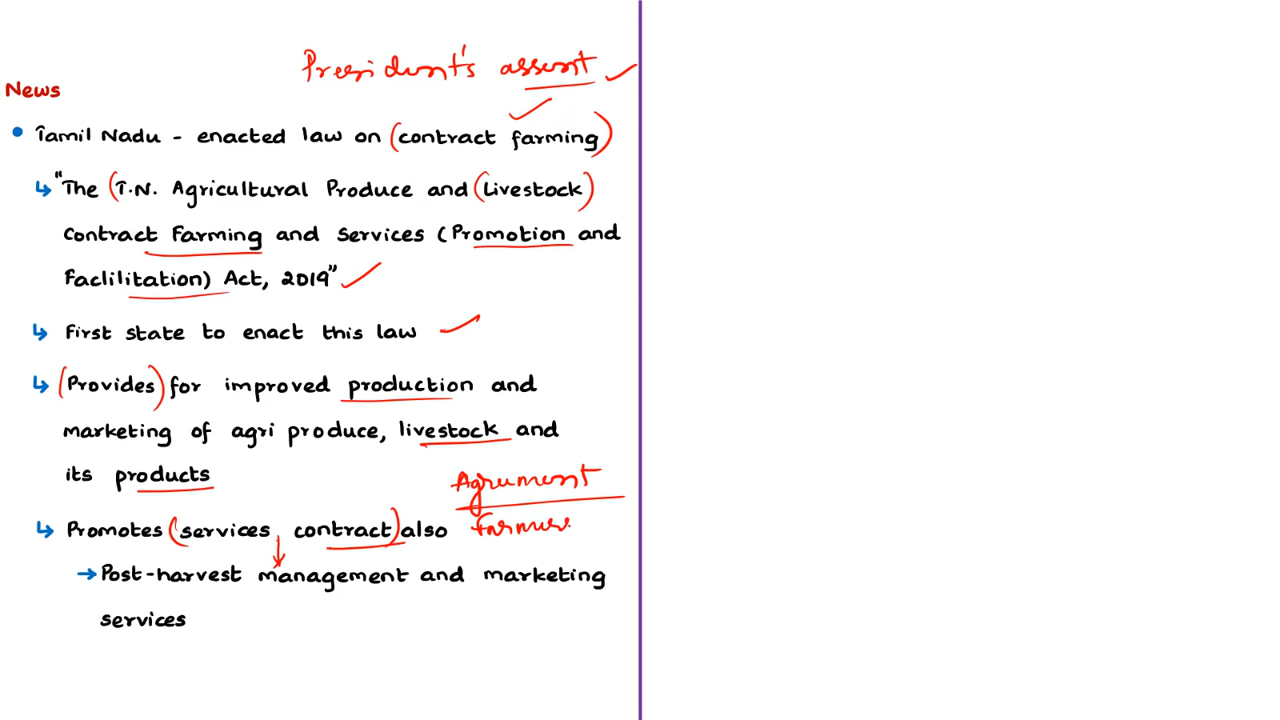 President's assent
News
• Tamil Nadu - enacted law on (contract farming)
↳ "The (T.N. Agricultural Produce and (Livestock)
Contract Farming and Services (Promotion and
Faclilitation) Act, 2019"
↳ First state to enact this law
↳ (Provides) for improved production and
marketing of agri produce, livestock and
its products
Agreement
↳ Promotes (services contract) also
farmers
→ Post-harvest management and marketing
services